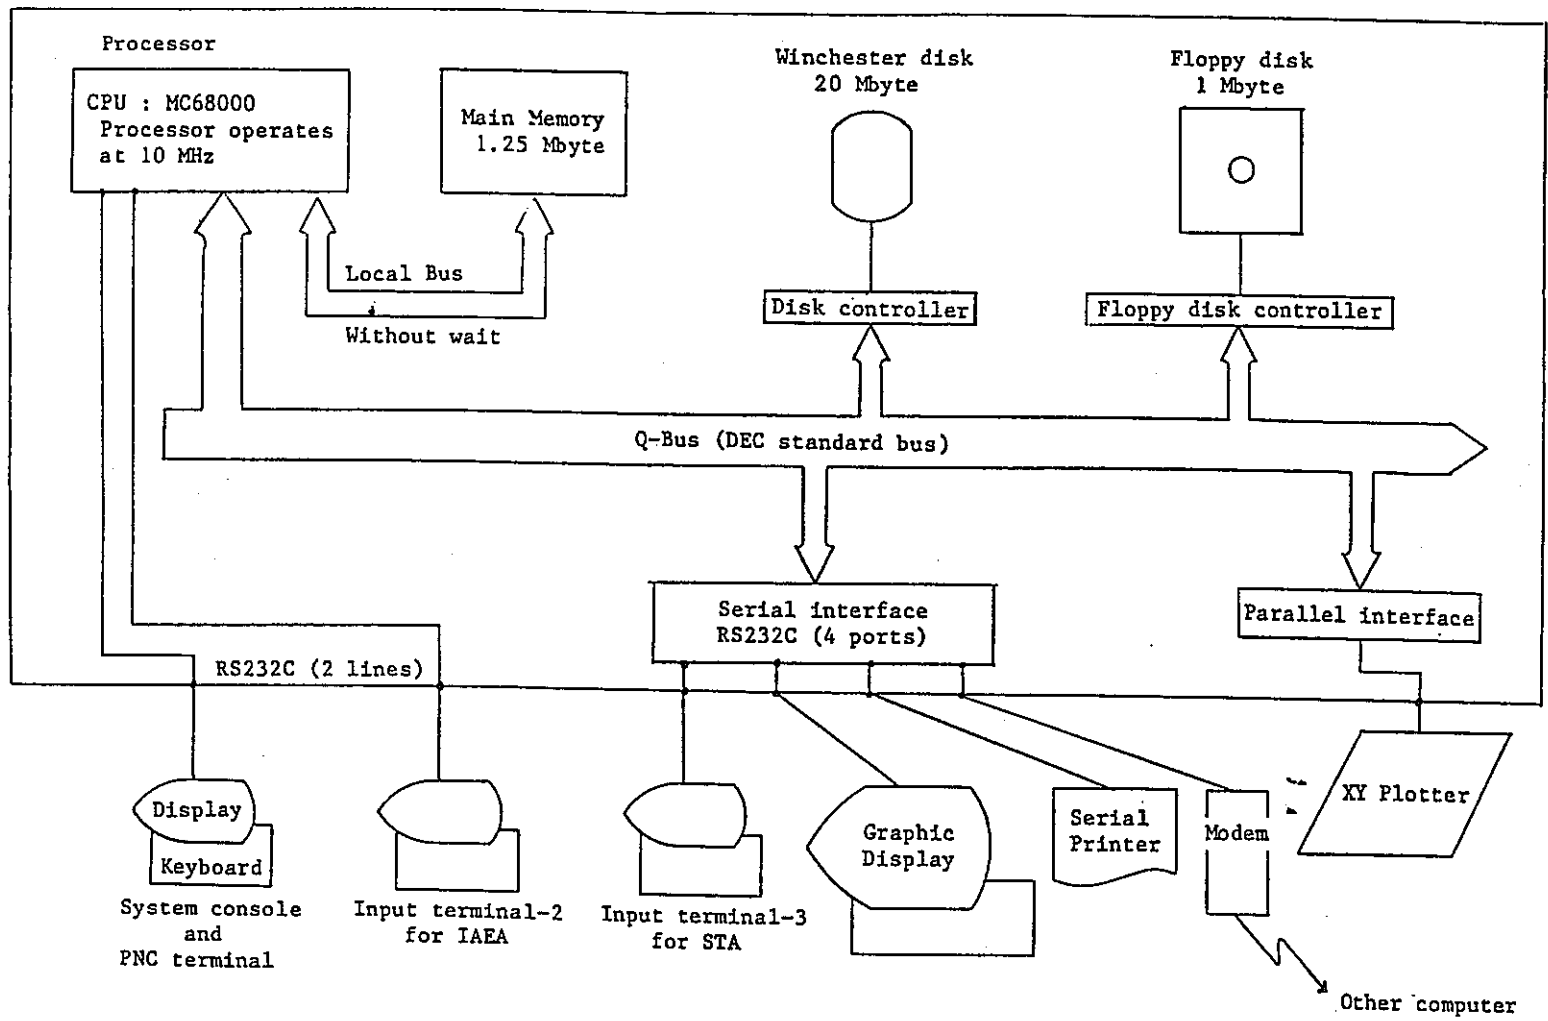 Processor
CPU : MC68000
Processor operates
at 10 MHz
Main Memory
1.25 Mbyte
Winchester disk
20 Mbyte
Floppy disk
1 Mbyte
Local Bus
Without wait
Disk controller
Floppy disk controller
Q-Bus (DEC standard bus)
Serial interface
RS232C (4 ports)
Parallel interface
RS232C (2 lines)
Display
Keyboard
System console
and
PNC terminal
Input terminal-2
for IAEA
Input terminal-3
for STA
Graphic
Display
Serial
Printer
Modem
XY Plotter
Other computer